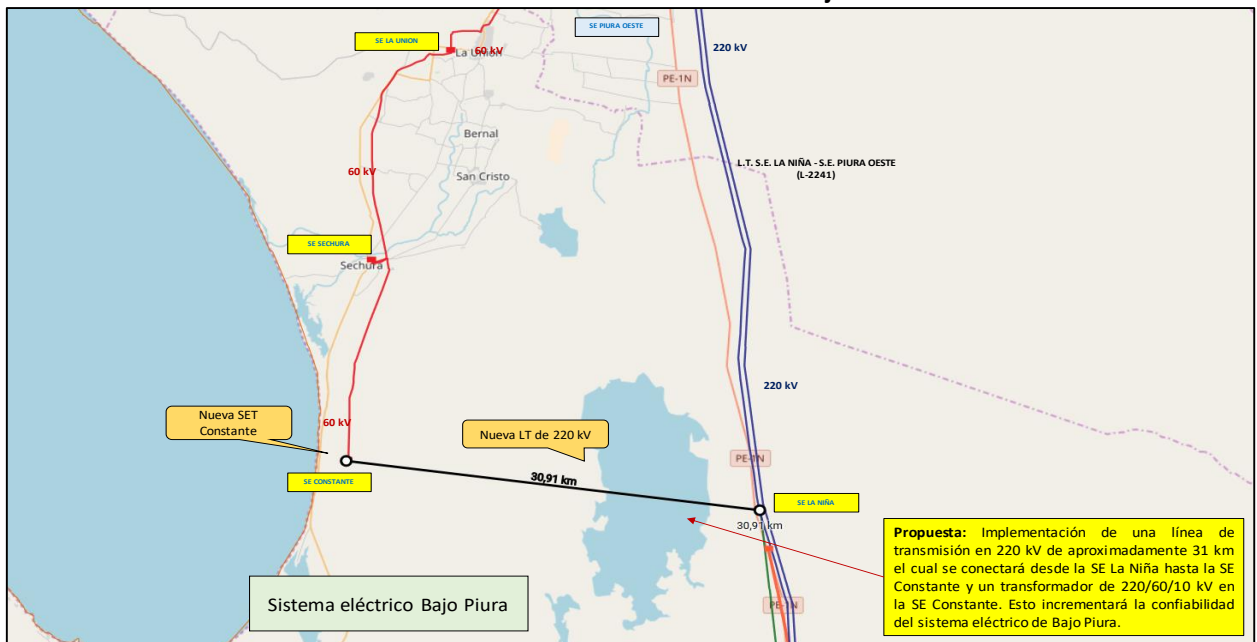 SE PIURA OESTE
SE LA UNION
La Unión
60 kV
220 kV
PE-1N
Bernal
L.T. S.E. LA NIÑA - S.E. PIURA OESTE
(L-2241)
60 kV
San Cristo
SE SECHURA
Sechura
220 kV
Nueva SET
Constante
60 kV
Nueva LT de 220 kV
PE-1N
SE CONSTANTE
30,91 km
SE LA NIÑA
30,91 km
Propuesta: Implementación de una línea de
transmisión en 220 kV de aproximadamente 31 km
el cual se conectará desde la SE La Niña hasta la SE
Constante y un transformador de 220/60/10 kV en
la SE Constante. Esto incrementará la confiabilidad
del sistema eléctrico de Bajo Piura.
Sistema eléctrico Bajo Piura
PE-1N